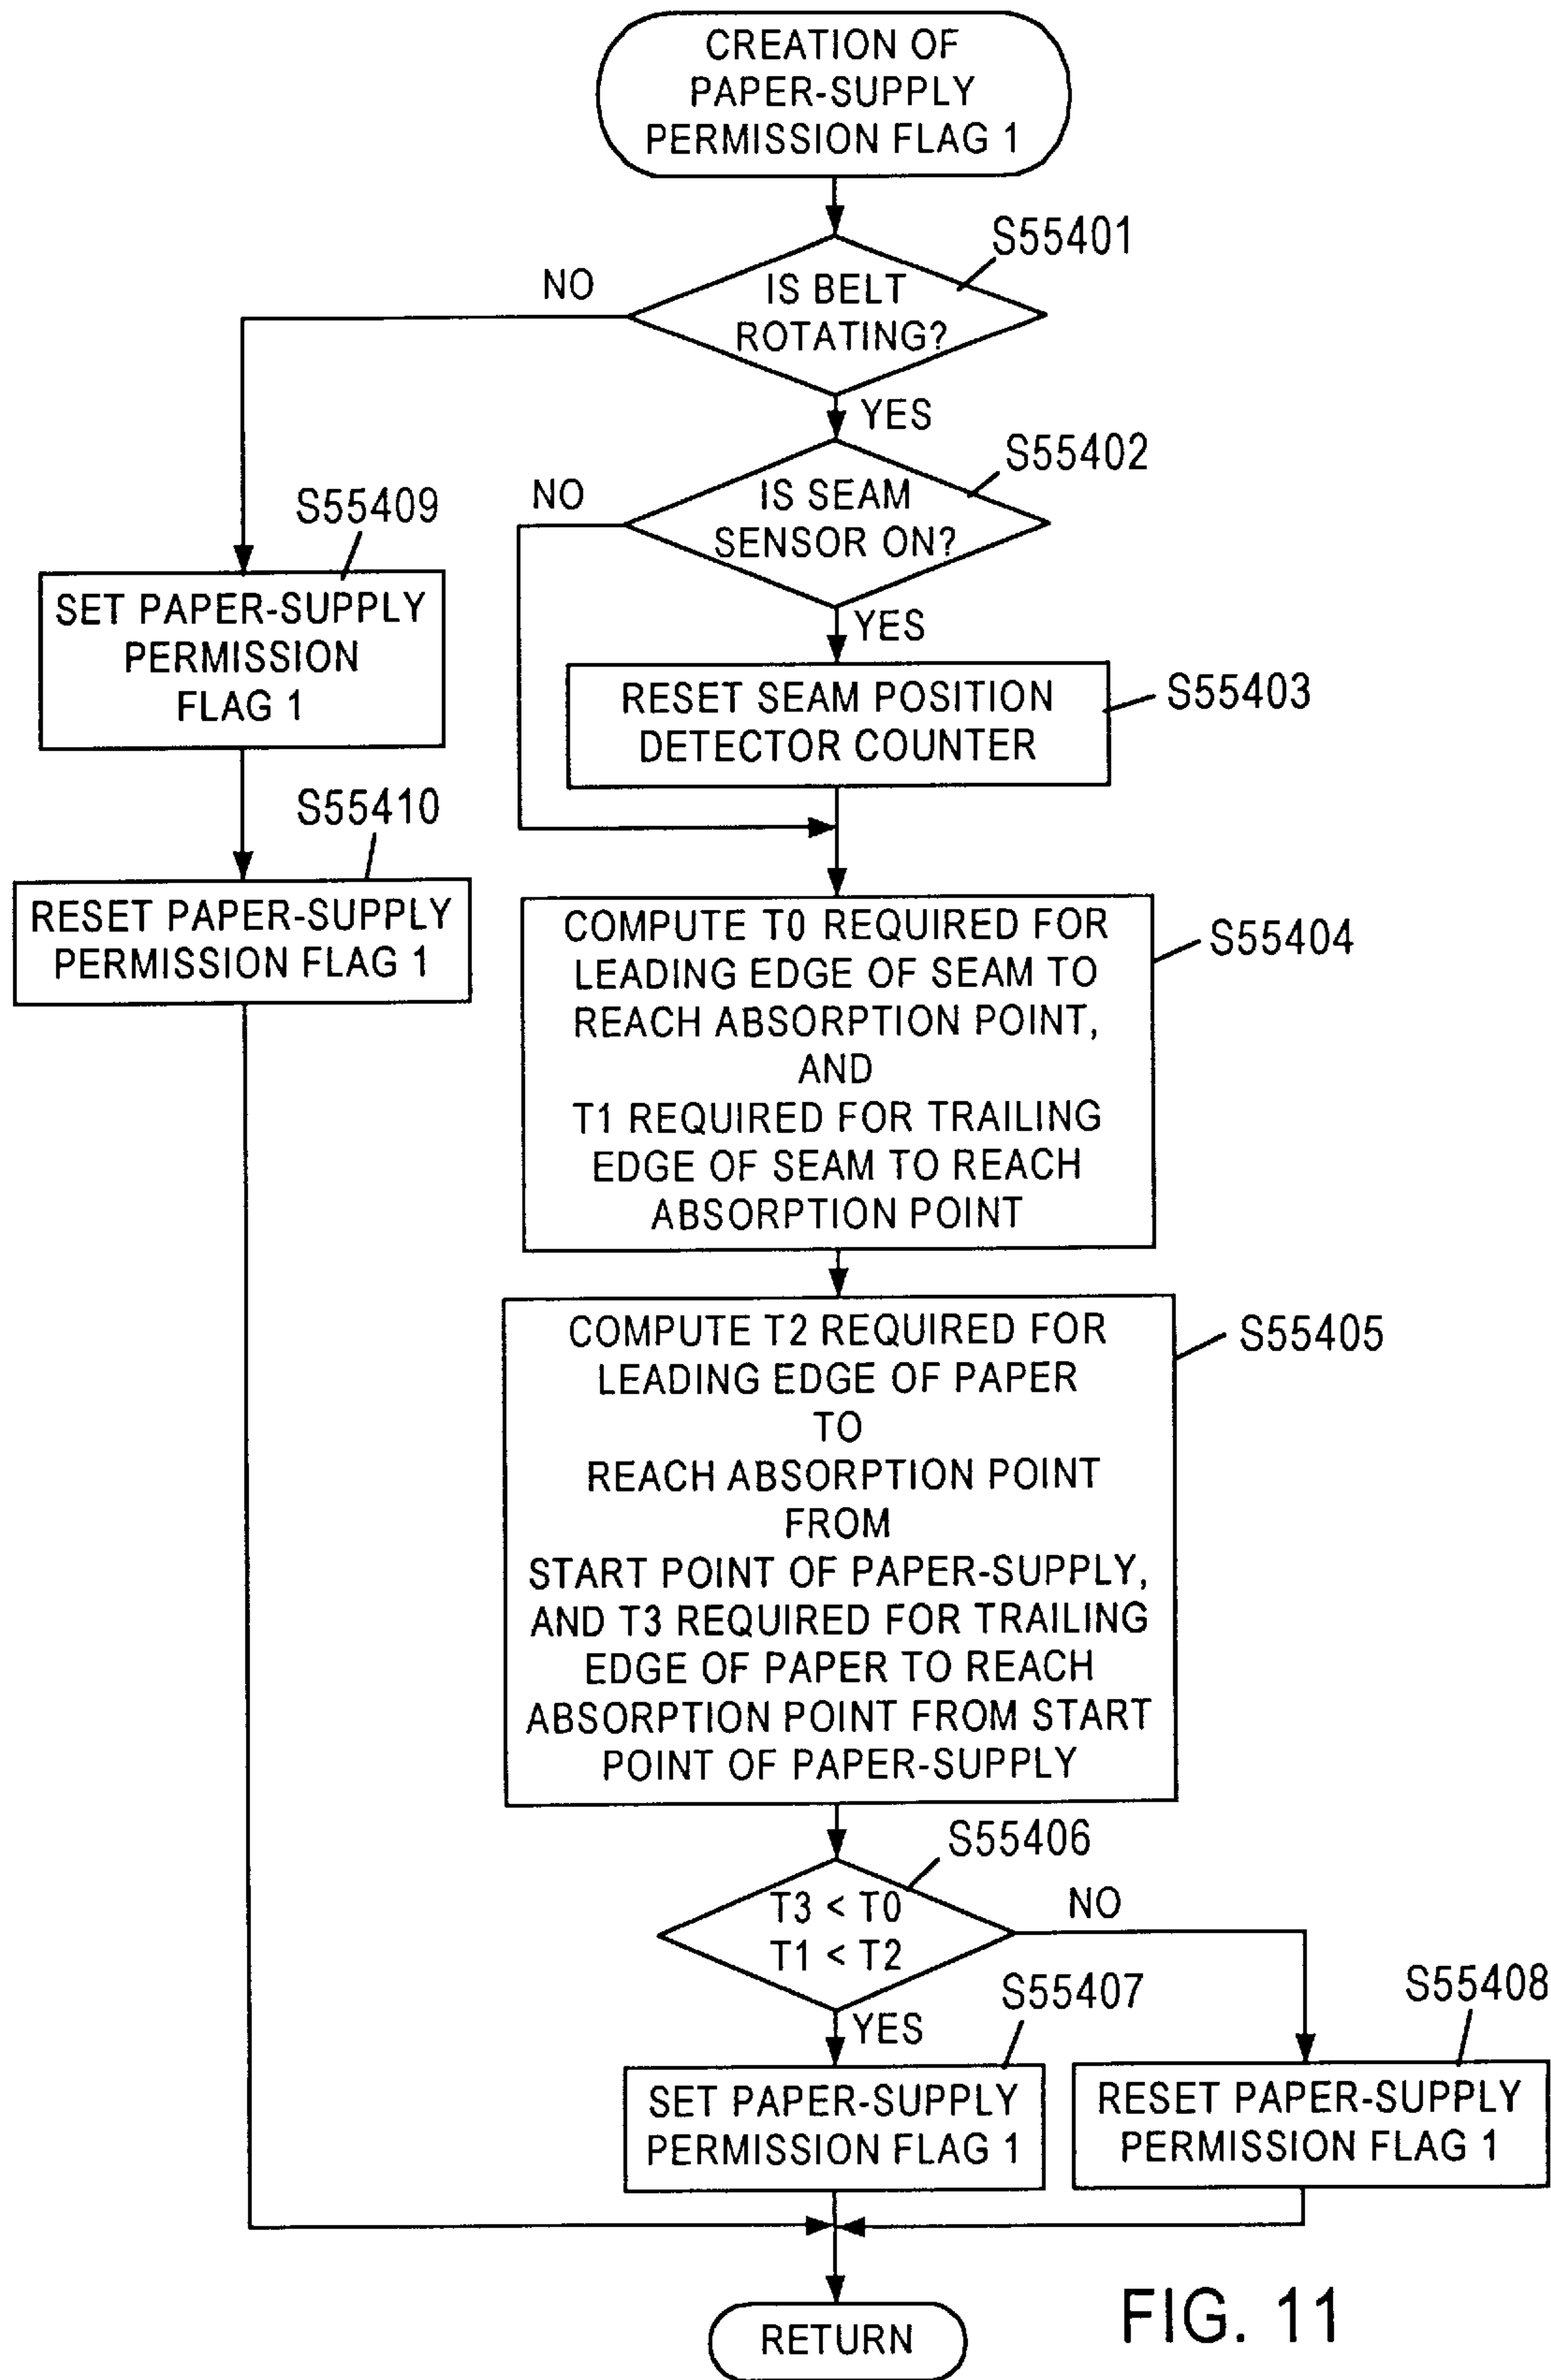 CREATION OF
PAPER-SUPPLY
PERMISSION FLAG 1
S55401
NO
IS BELT
ROTATING?
YES
S55402
NO
IS SEAM
SENSOR ON?
YES
S55409
SET PAPER-SUPPLY
PERMISSION
FLAG 1
RESET SEAM POSITION
DETECTOR COUNTER
S55403
S55410
RESET PAPER-SUPPLY
PERMISSION FLAG 1
COMPUTE T0 REQUIRED FOR
LEADING EDGE OF SEAM TO
REACH ABSORPTION POINT,
AND
T1 REQUIRED FOR TRAILING
EDGE OF SEAM TO REACH
ABSORPTION POINT
S55404
COMPUTE T2 REQUIRED FOR
LEADING EDGE OF PAPER
TO
REACH ABSORPTION POINT
FROM
START POINT OF PAPER-SUPPLY,
AND T3 REQUIRED FOR TRAILING
EDGE OF PAPER TO REACH
ABSORPTION POINT FROM START
POINT OF PAPER-SUPPLY
S55405
S55406
T3 < T0
T1 < T2
NO
YES
S55407
S55408
SET PAPER-SUPPLY
PERMISSION FLAG 1
RESET PAPER-SUPPLY
PERMISSION FLAG 1
RETURN
FIG. 11